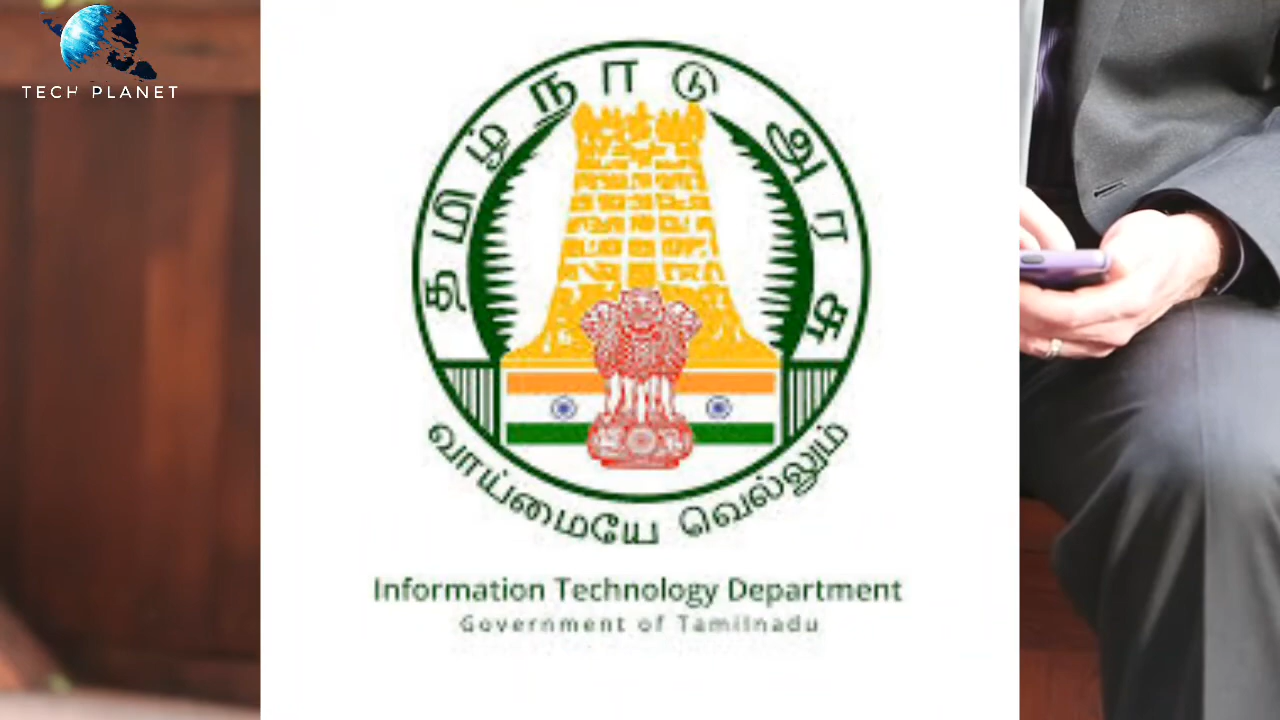 TECH PLANET
தமிழ்நாடு அரசு
வாய்மையே வெல்லும்
Information Technology Department
Government of Tamilnadu